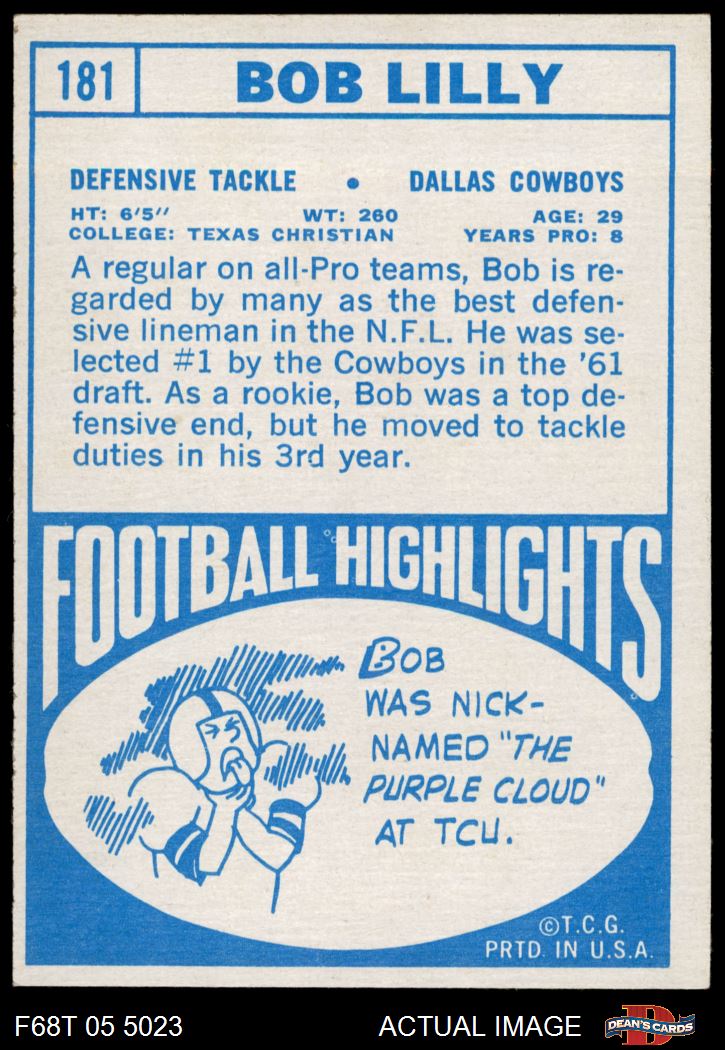 181 BOB LILLY
DEFENSIVE TACKLE • DALLAS COWBOYS
HT: 6'5" WT: 260 AGE: 29
COLLEGE: TEXAS CHRISTIAN YEARS PRO: 8
A regular on all-Pro teams, Bob is re-
garded by many as the best defen-
sive lineman in the N.F.L. He was se-
lected #1 by the Cowboys in the '61
draft. As a rookie, Bob was a top de-
fensive end, but he moved to tackle
duties in his 3rd year.
FOOTBALL HIGHLIGHTS
BOB
WAS NICK-
NAMED "THE
PURPLE CLOUD"
AT TCU.
©T.C.G.
PRTD. IN U.S.A.
F68T 05 5023 ACTUAL IMAGE DEAN'S CARDS